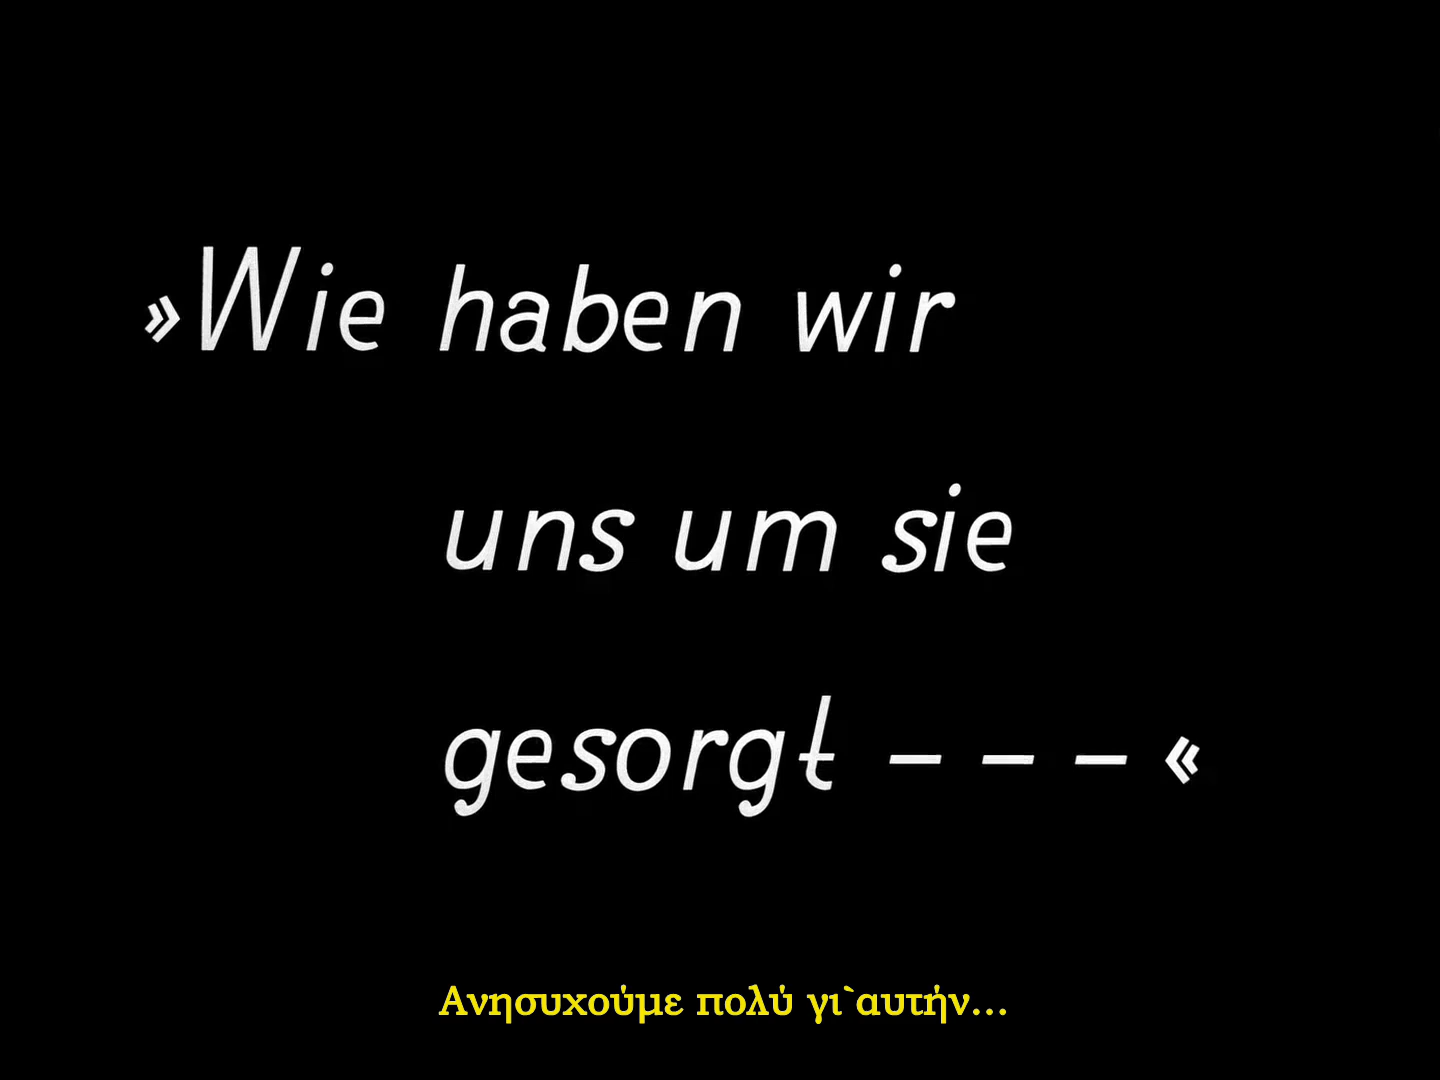 »Wie haben wir
uns um sie
gesorgt – – – «
Ανησυχούμε πολύ γι`αυτήν...